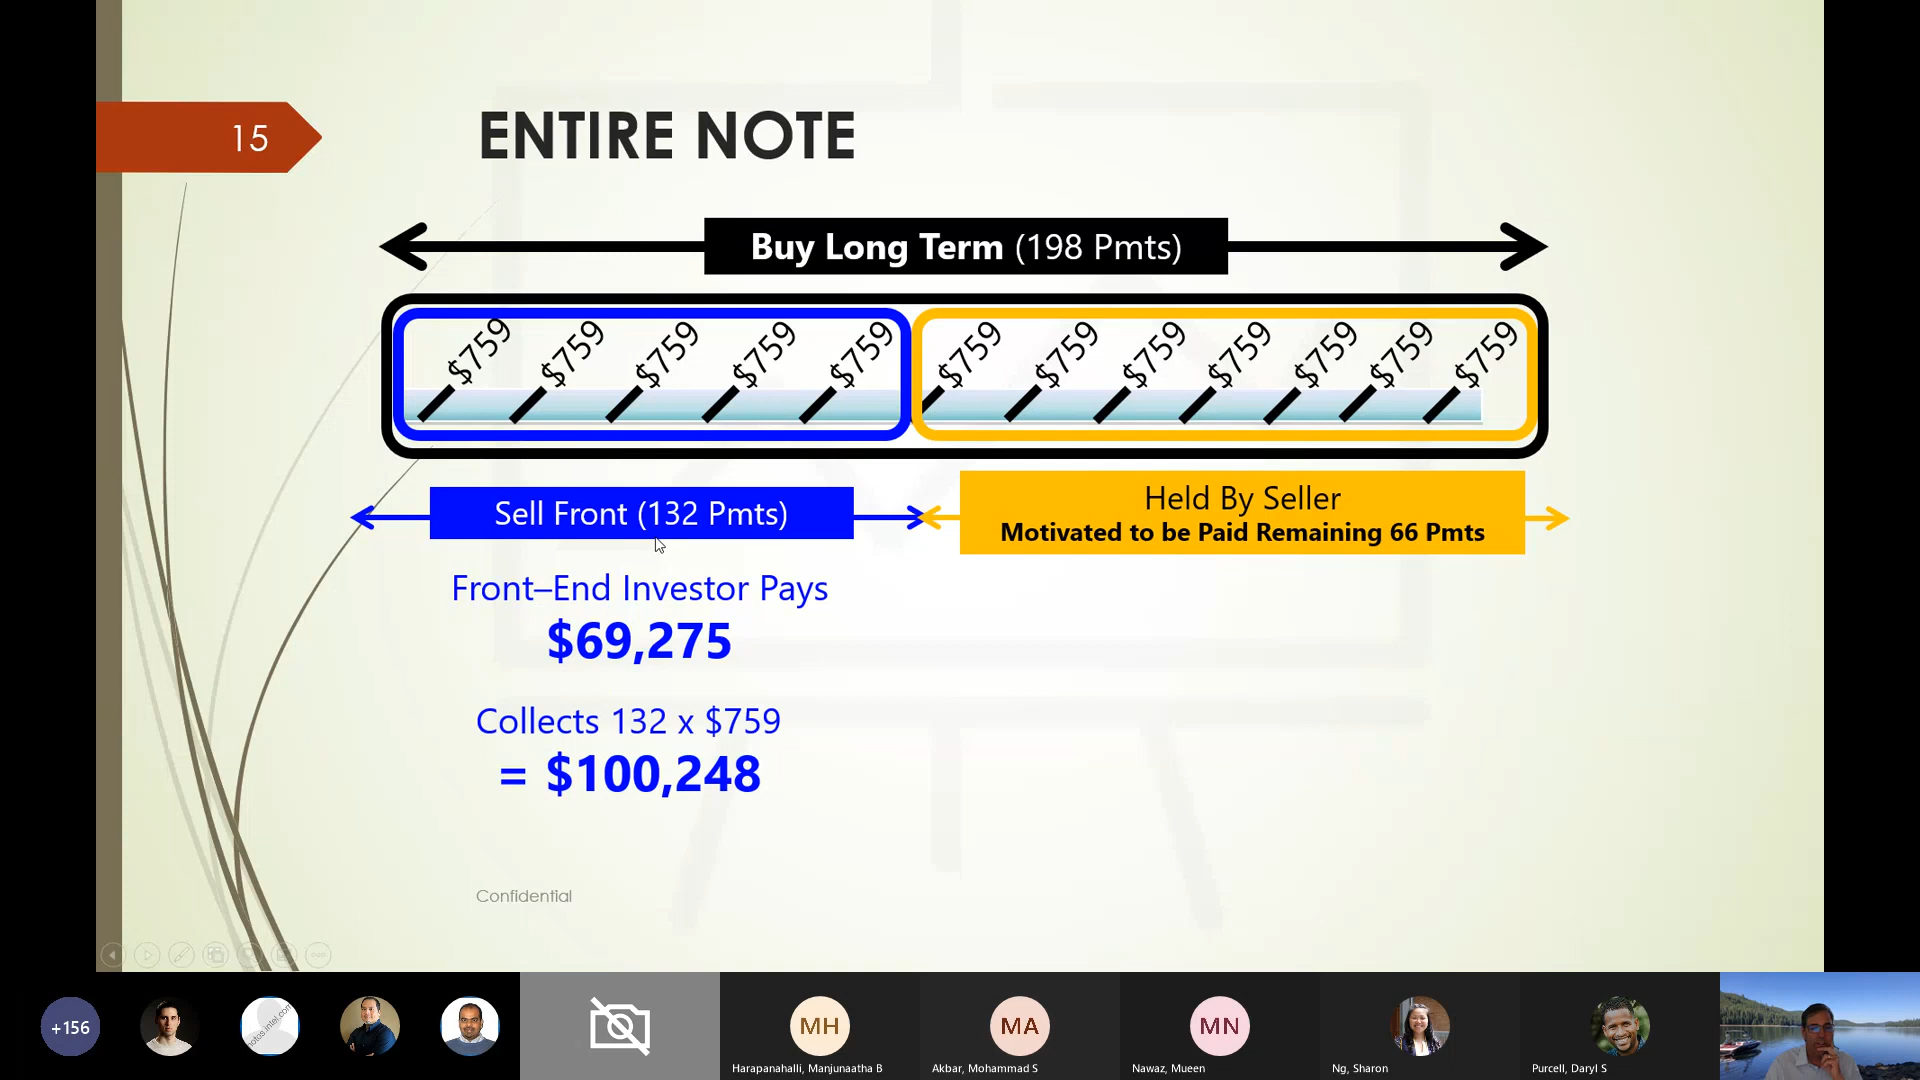 15
ENTIRE NOTE
Buy Long Term (198 Pmts)
$759 $759 $759 $759 $759 $759 $759 $759 $759 $759 $759 $759
Sell Front (132 Pmts)
Held By Seller
Motivated to be Paid Remaining 66 Pmts
Front–End Investor Pays
$69,275
Collects 132 x $759
= $100,248
Confidential
+156
MH
MA
MN
Harapanahalli, Manjunaatha B
Akbar, Mohammad S
Nawaz, Mueen
Ng, Sharon
Purcell, Daryl S